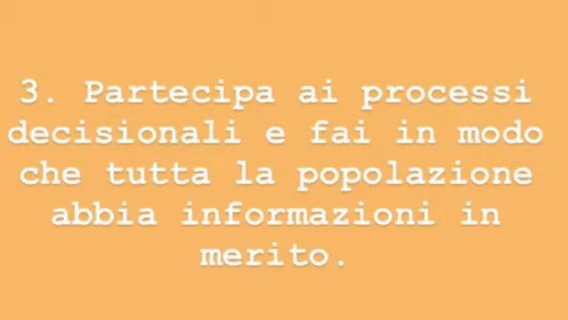 3. Partecipa ai processi
decisionali e fai in modo
che tutta la popolazione
abbia informazioni in
merito.